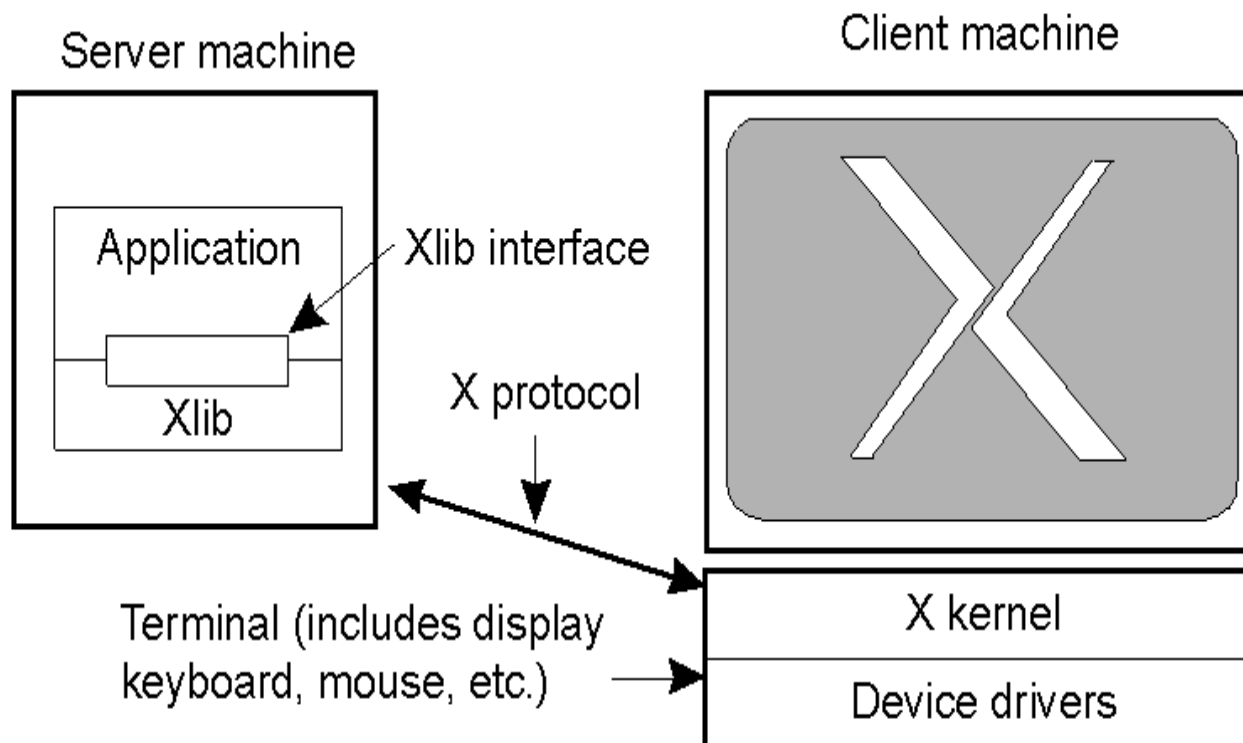 Server machine
Client machine
Application
Xlib interface
Xlib
X protocol
Terminal (includes display
keyboard, mouse, etc.)
X kernel
Device drivers